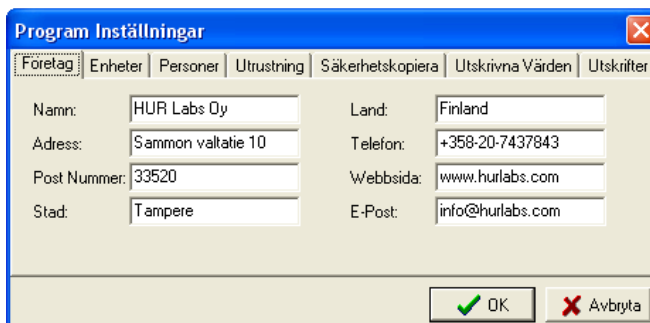 Program Inställningar
Företag Enheter Personer Utrustning Säkerhetskopiera Utskrivna Värden Utskrifter
Namn: HUR Labs Oy Land: Finland
Adress: Sammon valtatie 10 Telefon: +358-20-7437843
Post Nummer: 33520 Webbsida: www.hurlabs.com
Stad: Tampere E-Post: info@hurlabs.com
OK Avbryta